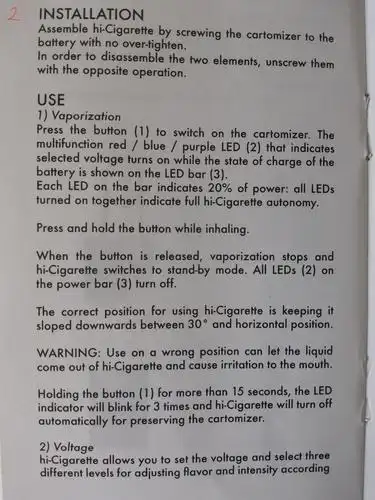 2 INSTALLATION
Assemble hi-Cigarette by screwing the cartomizer to the
battery with no over-tighten.
In order to disassemble the two elements, unscrew them
with the opposite operation.
USE
1) Vaporization
Press the button (1) to switch on the cartomizer. The
multifunction red / blue / purple LED (2) that indicates
selected voltage turns on while the state of charge of the
battery is shown on the LED bar (3).
Each LED on the bar indicates 20% of power: all LEDs
turned on together indicate full hi-Cigarette autonomy.
Press and hold the button while inhaling.
When the button is released, vaporization stops and
hi-Cigarette switches to stand-by mode. All LEDs (2) on
the power bar (3) turn off.
The correct position for using hi-Cigarette is keeping it
sloped downwards between 30° and horizontal position.
WARNING: Use on a wrong position can let the liquid
come out of hi-Cigarette and cause irritation to the mouth.
Holding the button (1) for more than 15 seconds, the LED
indicator will blink for 3 times and hi-Cigarette will turn off
automatically for preserving the cartomizer.
2) Voltage
hi-Cigarette allows you to set the voltage and select three
different levels for adjusting flavor and intensity according